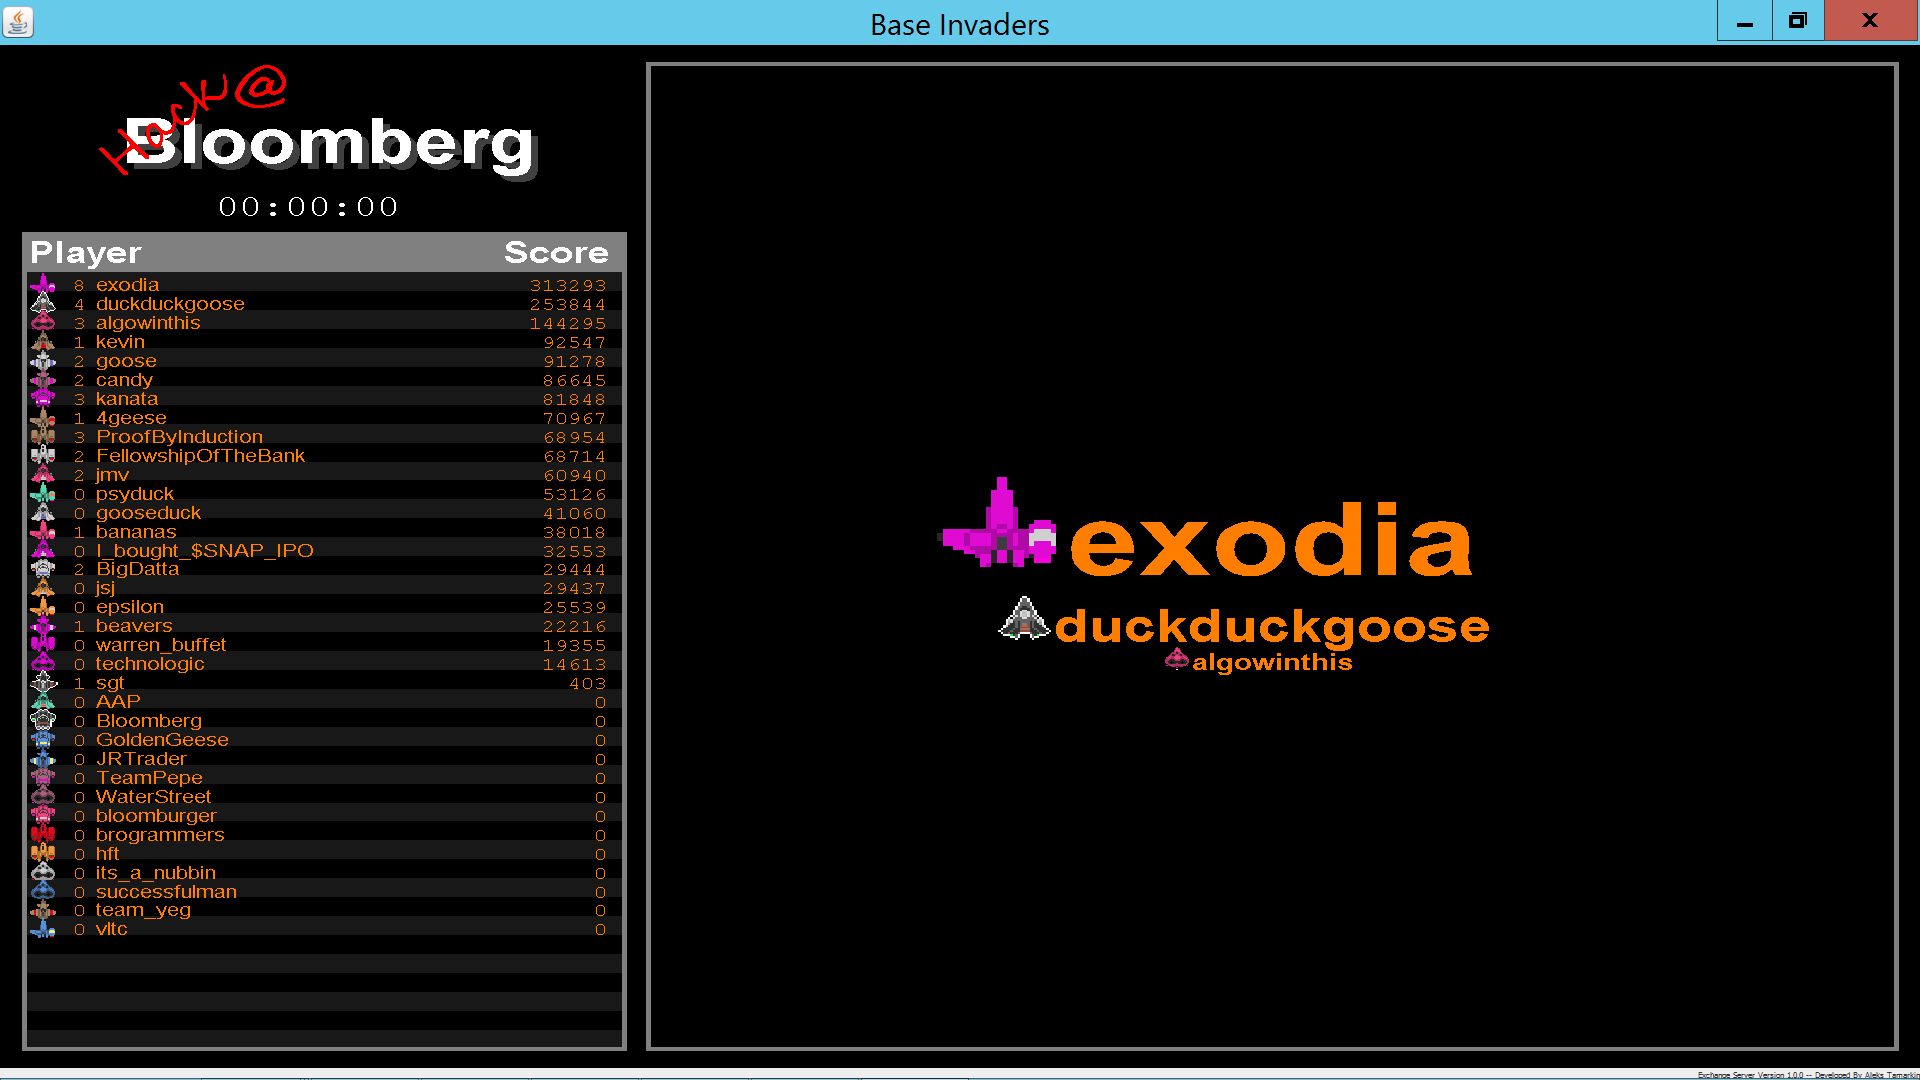 Base Invaders
Hack@
Bloomberg
00:00:00
Player Score
8 exodia 313293
4 duckduckgoose 253844
3 algowinthis 144295
1 kevin 92547
2 goose 91278
2 candy 86645
3 kanata 81848
1 4geese 70967
3 ProofByInduction 68954
2 FellowshipOfTheBank 68714
2 jmv 60940
0 psyduck 53126
0 gooseduck 41060
1 bananas 38018
0 I_bought_$SNAP_IPO 32553
2 BigDatta 29444
0 jsj 29437
0 epsilon 25539
1 beavers 22216
0 warren_buffet 19355
0 technologic 14613
1 sgt 403
0 AAP 0
0 Bloomberg 0
0 GoldenGeese 0
0 JRTrader 0
0 TeamPepe 0
0 WaterStreet 0
0 bloomburger 0
0 brogrammers 0
0 hft 0
0 its_a_nubbin 0
0 successfulman 0
0 team_yeg 0
0 vltc 0
exodia
duckduckgoose
algowinthis
Exchange Server Version 1.0.0 -- Developed By Aleks Tamarkin